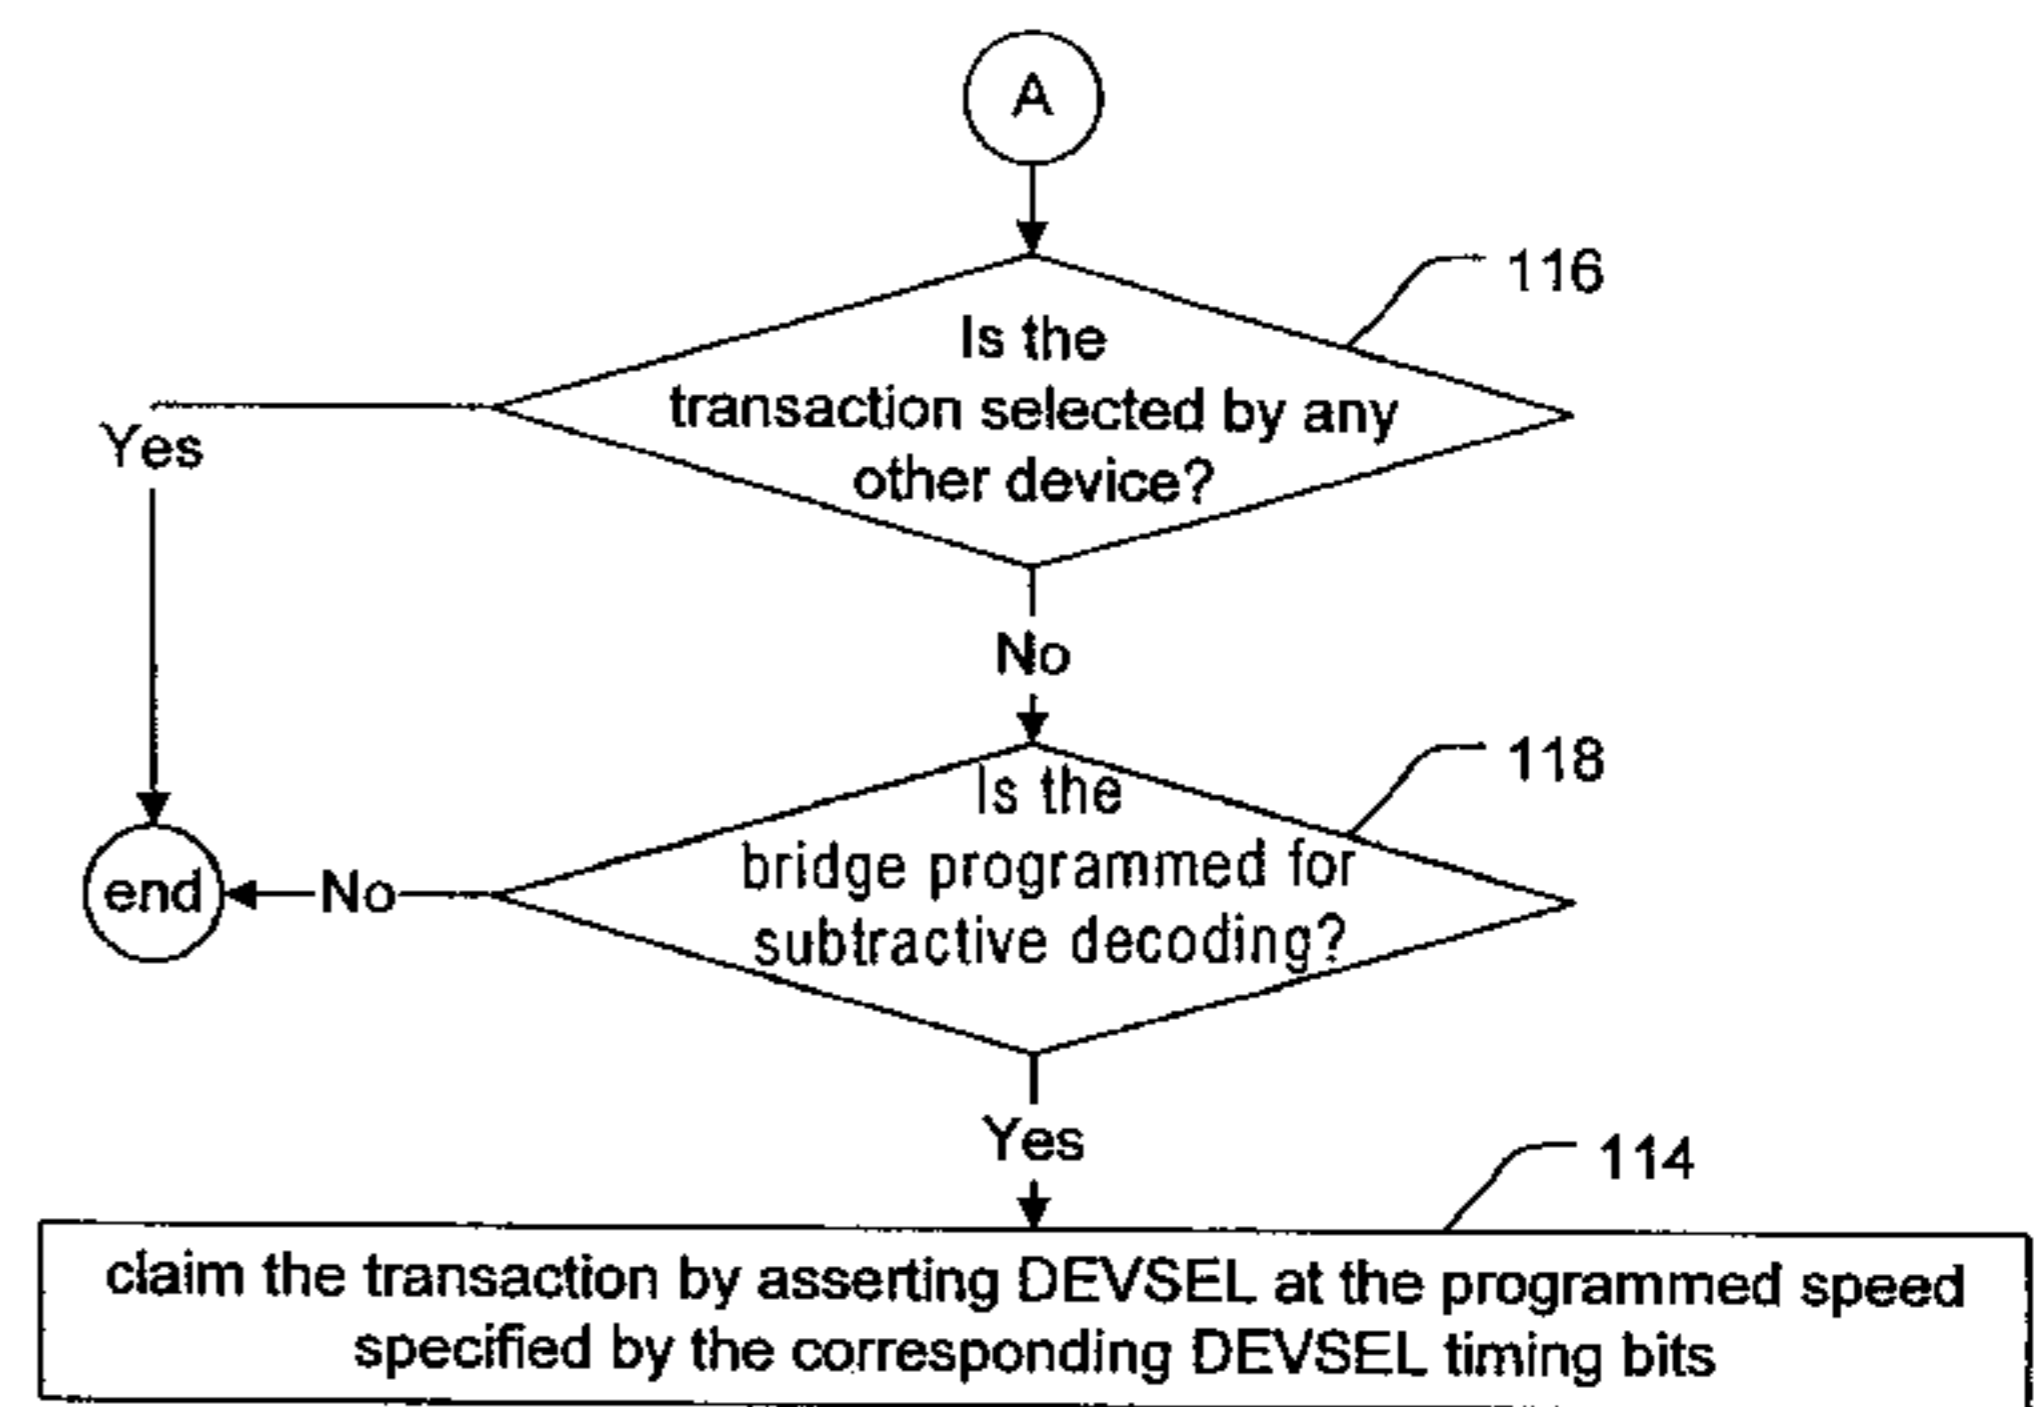 A
116
Is the
transaction selected by any
other device?
Yes
No
118
Is the
bridge programmed for
subtractive decoding?
end
No
Yes
114
claim the transaction by asserting DEVSEL at the programmed speed
specified by the corresponding DEVSEL timing bits